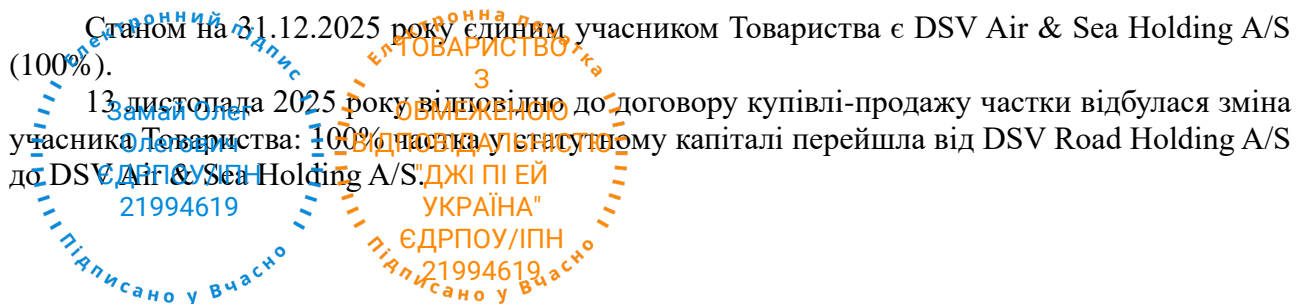 Станом на 31.12.2025 року єдиним учасником Товариства є DSV Air & Sea Holding A/S
(100%).
13 листопада 2025 року відповідно до договору купівлі-продажу частки відбулася зміна
учасника Товариства: 100% частка у статутному капіталі перейшла від DSV Road Holding A/S
до DSV Air & Sea Holding A/S.
Електронний підпис
Замай Олег
Олегович
ЄДРПОУ/ІПН
21994619
Підписано у Вчасно
Електронна печатка
ТОВАРИСТВО
З
ОБМЕЖЕНОЮ
ВІДПОВІДАЛЬНІСТЮ
"ДЖІ ПІ ЕЙ
УКРАЇНА"
ЄДРПОУ/ІПН
21994619
Підписано у Вчасно